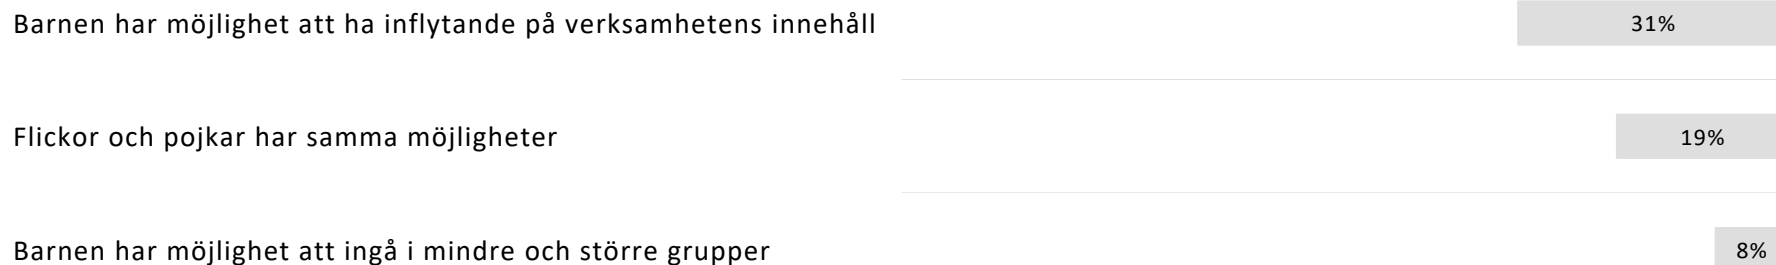 Barnen har möjlighet att ha inflytande på verksamhetens innehåll 31%
Flickor och pojkar har samma möjligheter 19%
Barnen har möjlighet att ingå i mindre och större grupper 8%